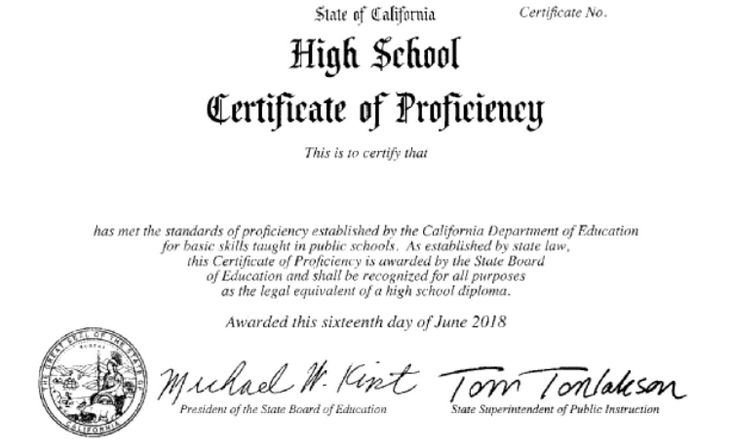 State of California
Certificate No.
High School
Certificate of Proficiency
This is to certify that
has met the standards of proficiency established by the California Department of Education
for basic skills taught in public schools. As established by state law,
this Certificate of Proficiency is awarded by the State Board
of Education and shall be recognized for all purposes
as the legal equivalent of a high school diploma.
Awarded this sixteenth day of June 2018
THE GREAT SEAL OF THE STATE OF CALIFORNIA
Michael W. Kirst
Tom Torlakson
President of the State Board of Education
State Superintendent of Public Instruction